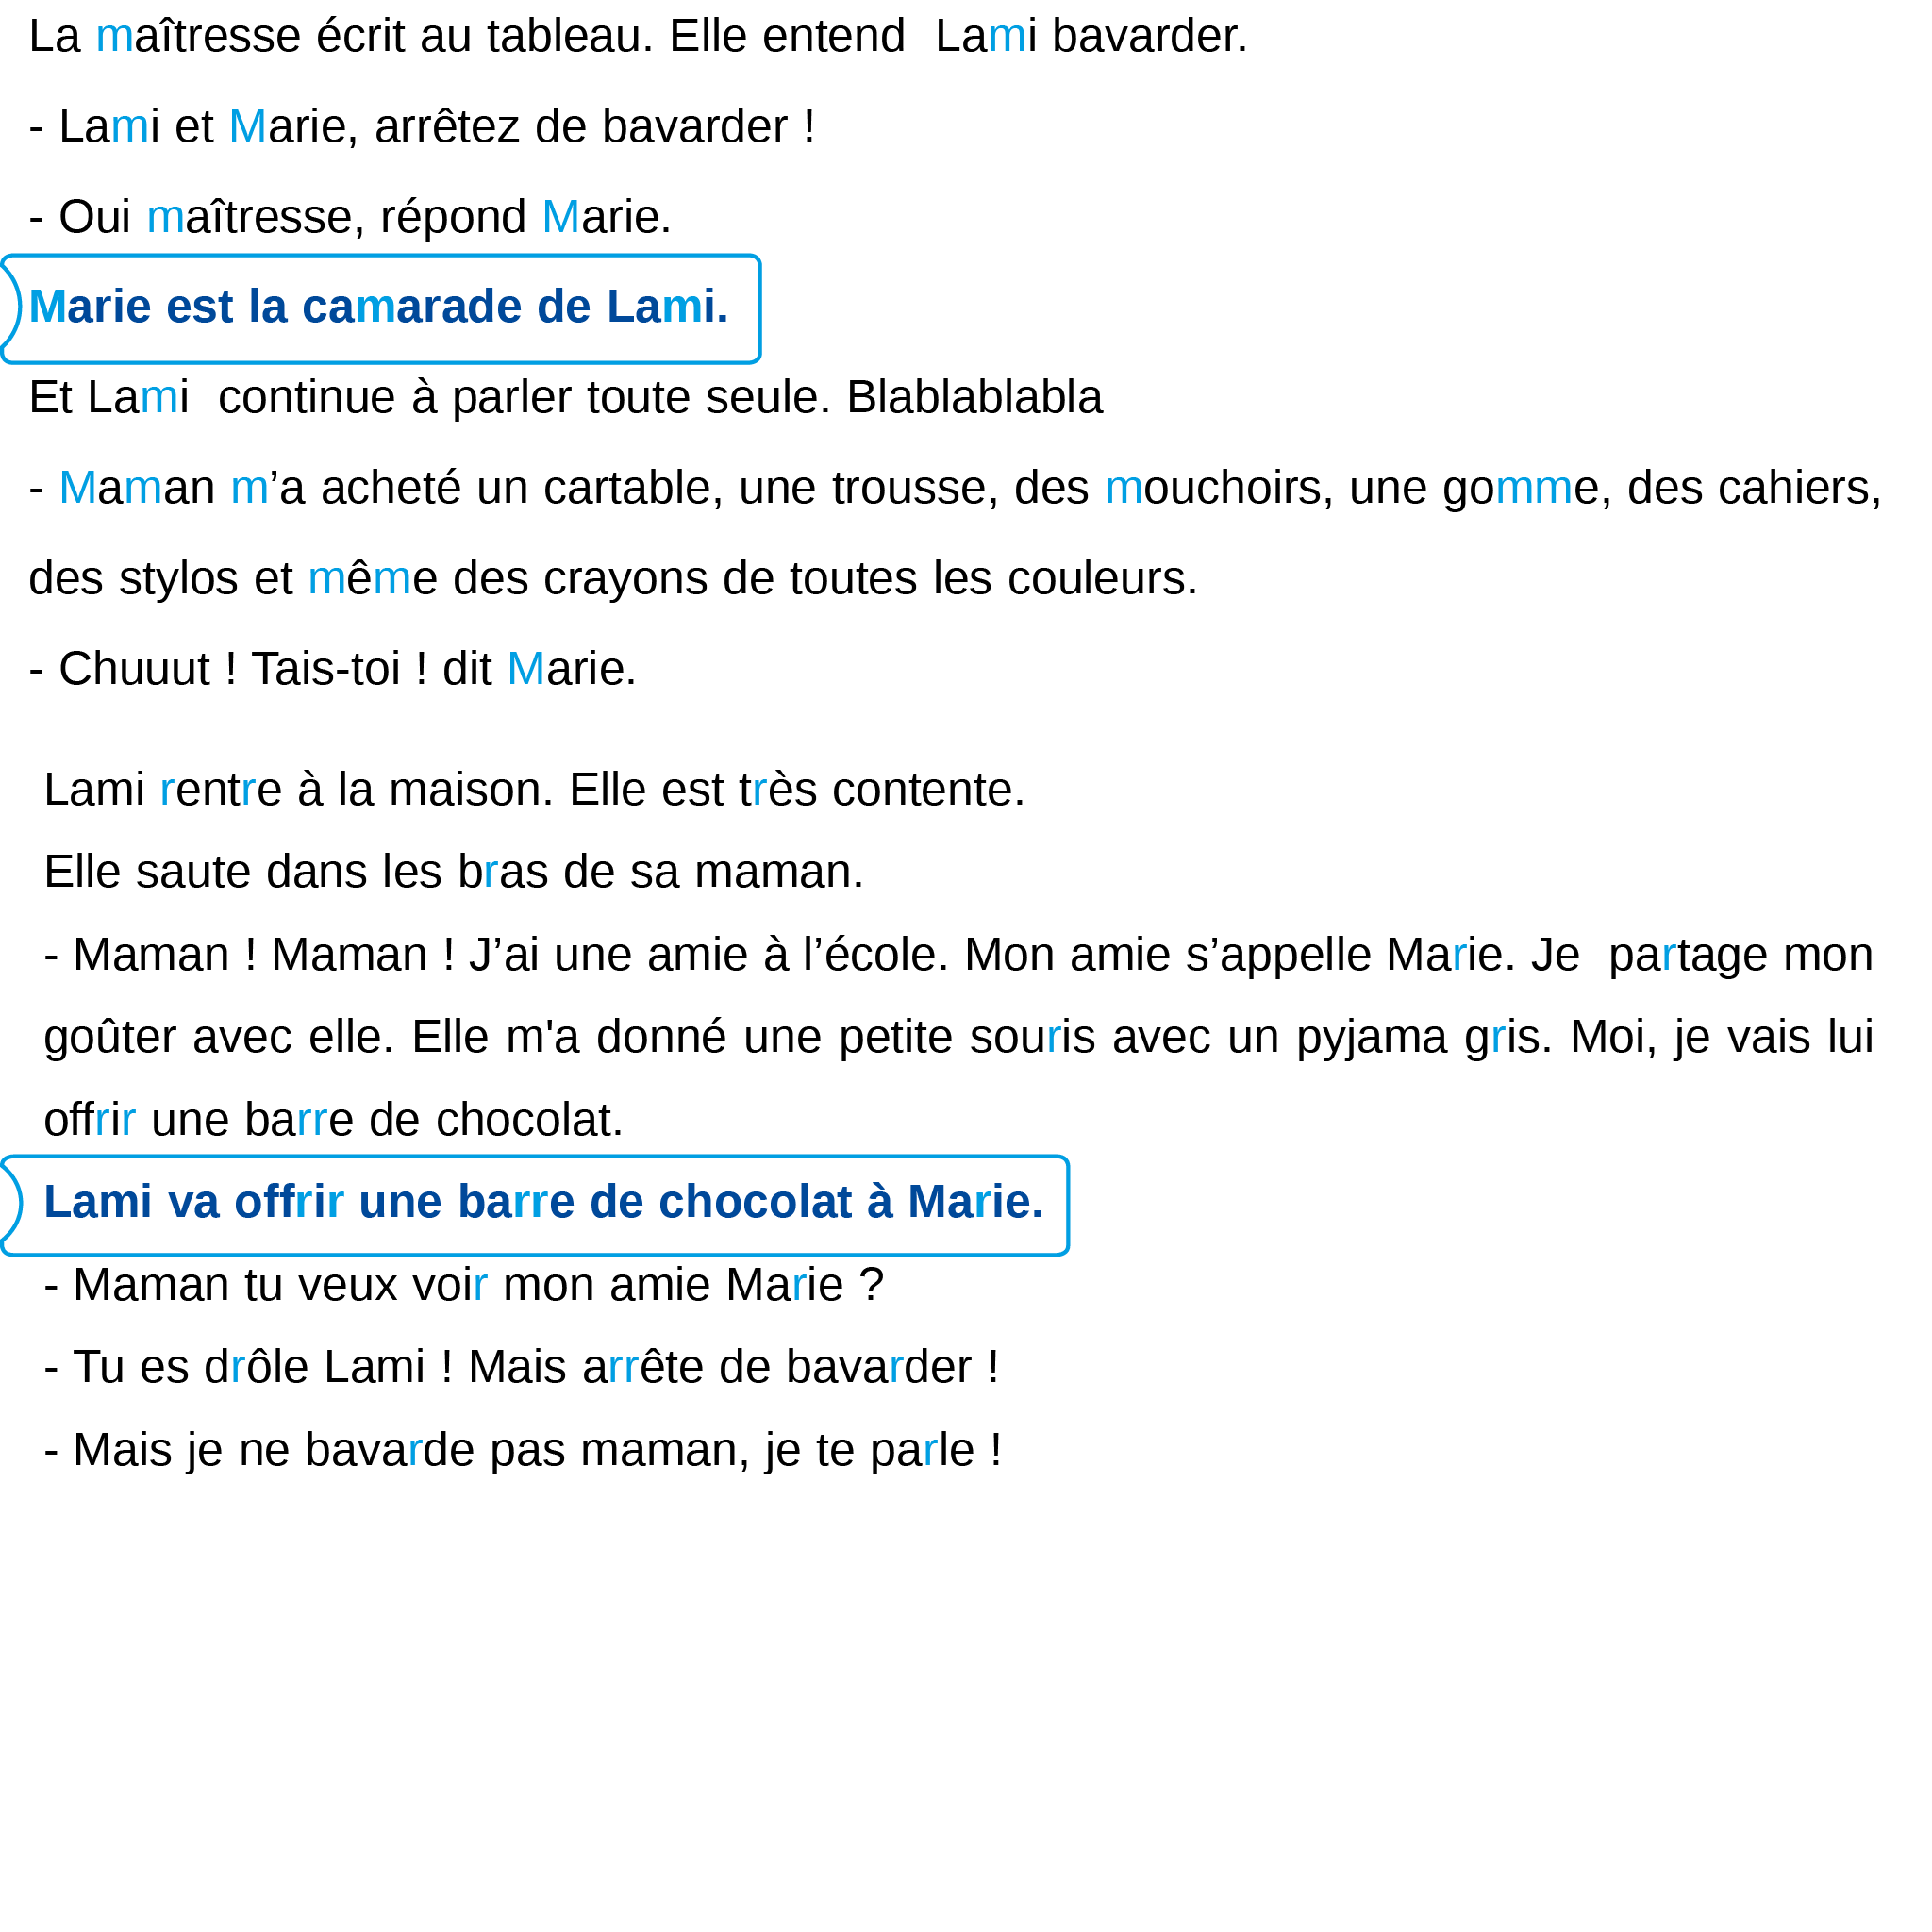 La maîtresse écrit au tableau. Elle entend  Lami bavarder.
- Lami et Marie, arrêtez de bavarder !
- Oui maîtresse, répond Marie.
Marie est la camarade de Lami.
Et Lami  continue à parler toute seule. Blablablabla
- Maman m’a acheté un cartable, une trousse, des mouchoirs, une gomme, des cahiers,
des stylos et même des crayons de toutes les couleurs.
- Chuuut ! Tais-toi ! dit Marie.
Lami rentre à la maison. Elle est très contente.
Elle saute dans les bras de sa maman.
- Maman ! Maman ! J’ai une amie à l’école. Mon amie s’appelle Marie. Je  partage mon
goûter avec elle. Elle m'a donné une petite souris avec un pyjama gris. Moi, je vais lui
offrir une barre de chocolat.
Lami va offrir une barre de chocolat à Marie.
- Maman tu veux voir mon amie Marie ?
- Tu es drôle Lami ! Mais arrête de bavarder !
- Mais je ne bavarde pas maman, je te parle !